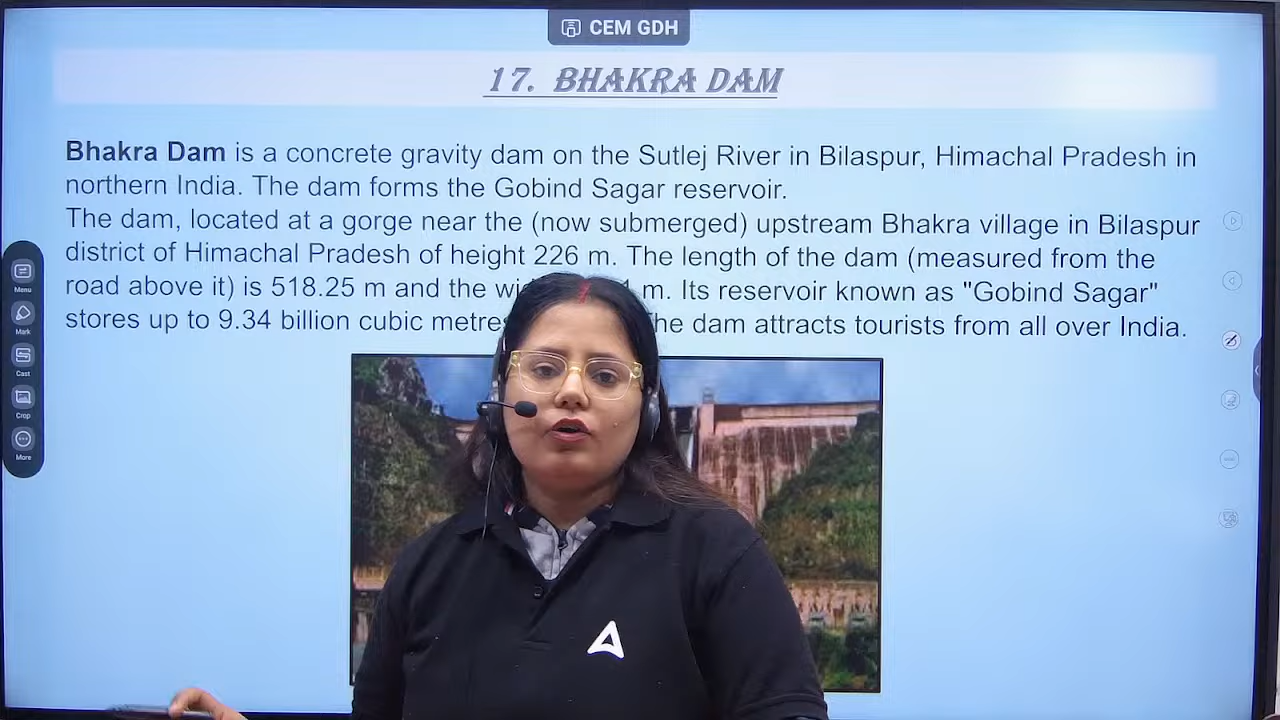 CEM GDH
17. BHAKRA DAM
Bhakra Dam is a concrete gravity dam on the Sutlej River in Bilaspur, Himachal Pradesh in
northern India. The dam forms the Gobind Sagar reservoir.
The dam, located at a gorge near the (now submerged) upstream Bhakra village in Bilaspur
district of Himachal Pradesh of height 226 m. The length of the dam (measured from the
road above it) is 518.25 m and the m. Its reservoir known as "Gobind Sagar"
stores up to 9.34 billion cubic dam attracts tourists from all over India.
Menu
Mark
Cast
Crop
More